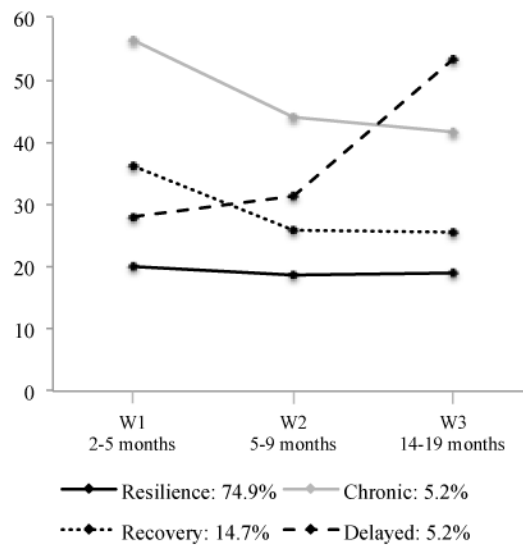 60
50
40
30
20
10
0
W1 W2 W3
2-5 months 5-9 months 14-19 months
Resilience: 74.9% Chronic: 5.2%
Recovery: 14.7% Delayed: 5.2%